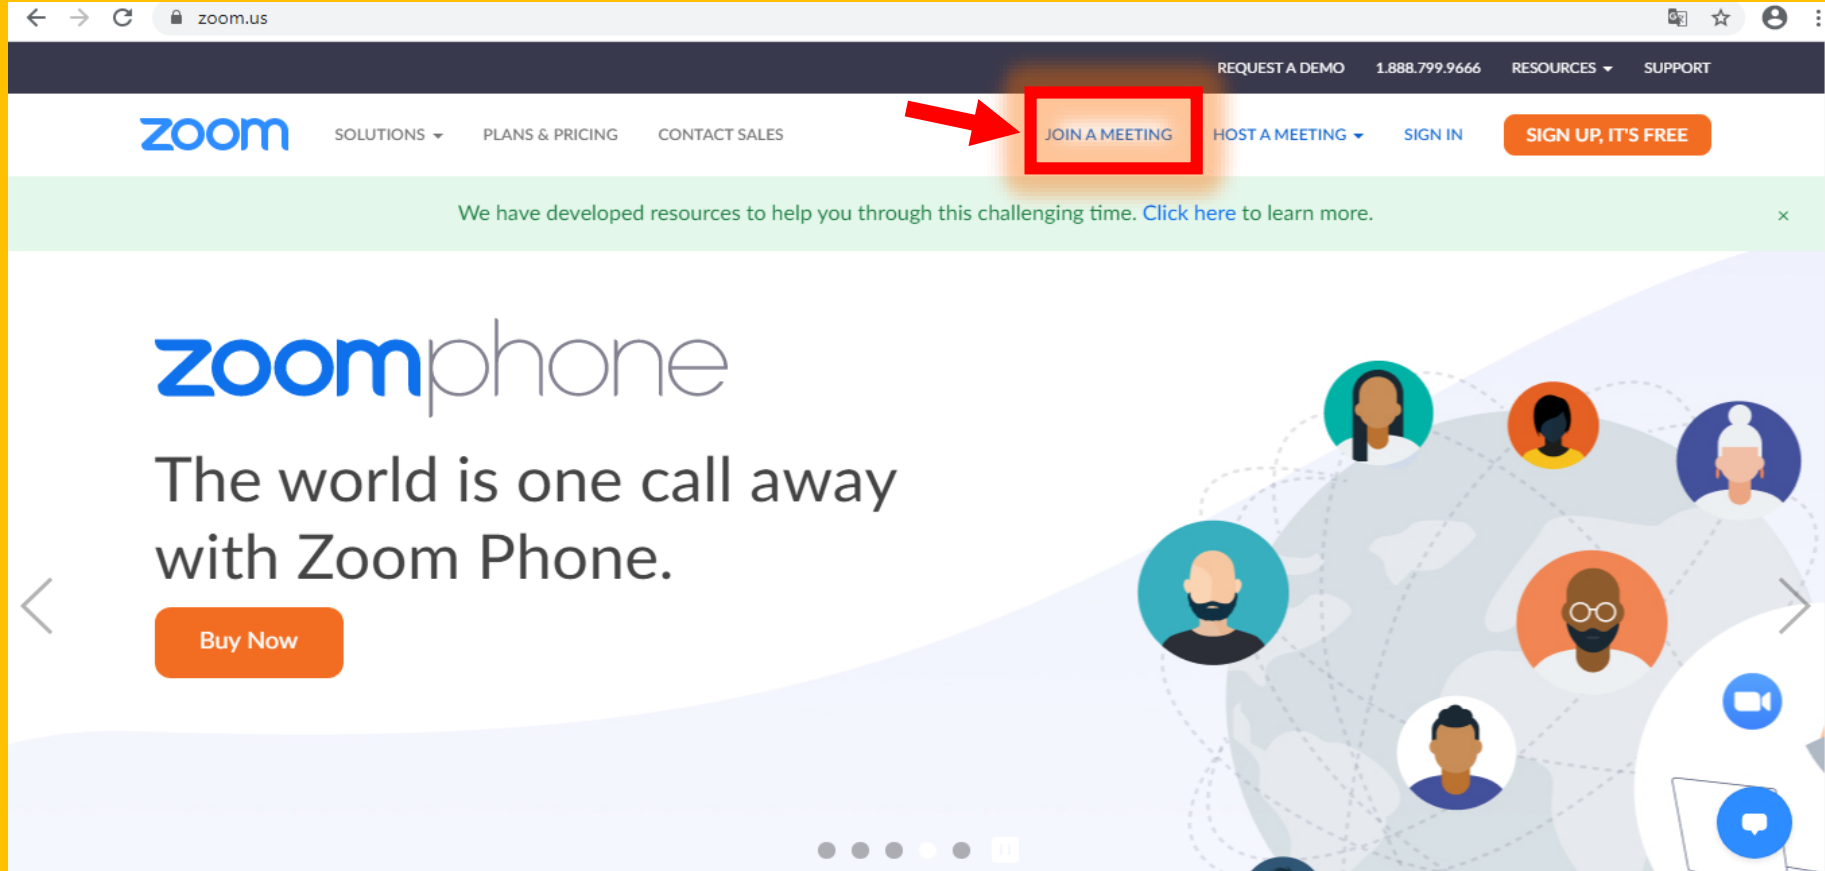 zoom.us
REQUEST A DEMO 1.888.799.9666 RESOURCES SUPPORT
zoom SOLUTIONS PLANS & PRICING CONTACT SALES JOIN A MEETING HOST A MEETING SIGN IN SIGN UP, IT'S FREE
We have developed resources to help you through this challenging time. Click here to learn more. ×
zoomphone
The world is one call away
with Zoom Phone.
Buy Now